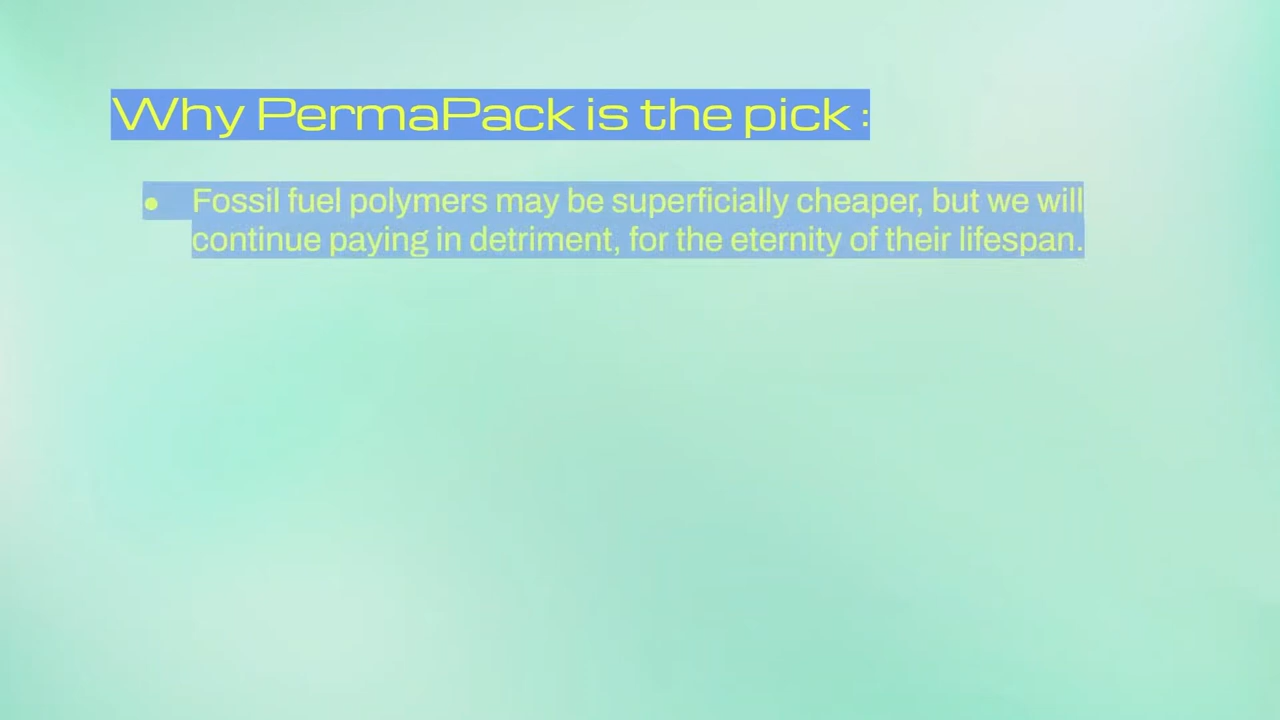 Why PermaPack is the pick :
● Fossil fuel polymers may be superficially cheaper, but we will
continue paying in detriment, for the eternity of their lifespan.